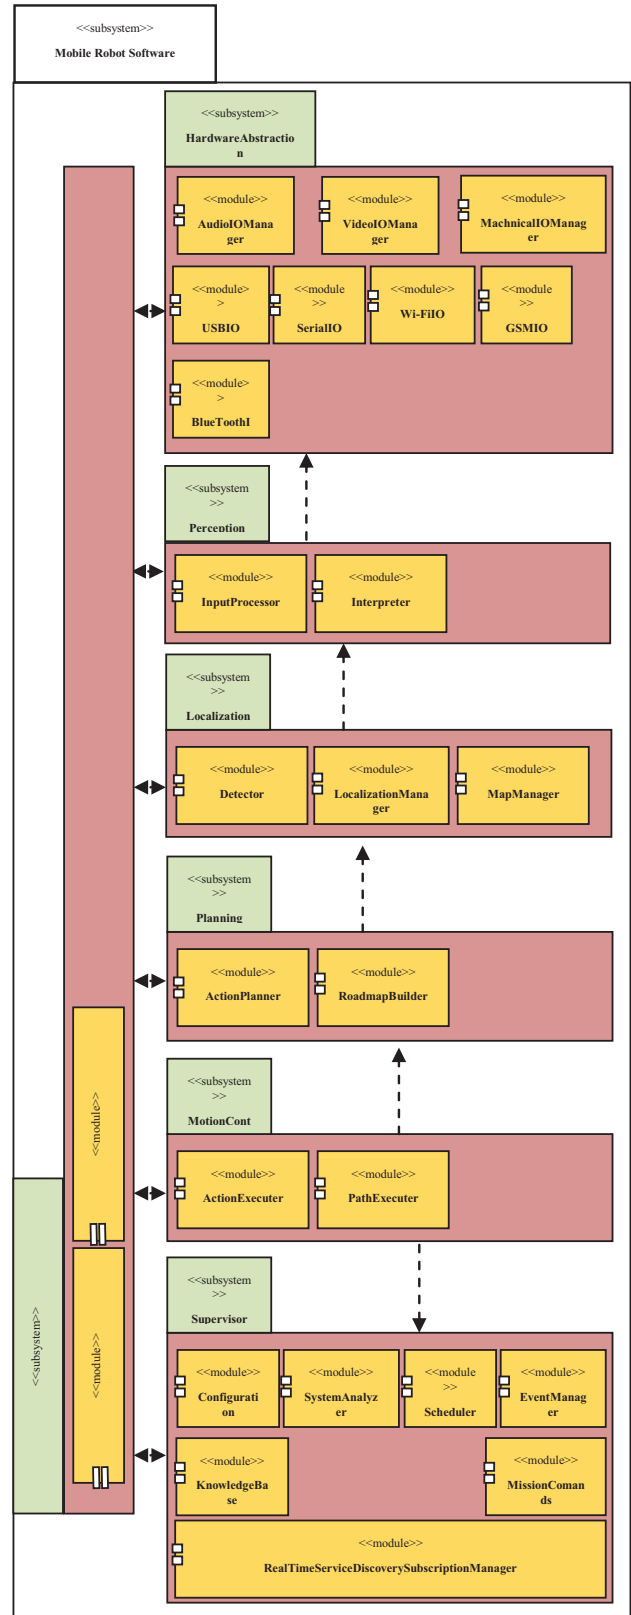 <<subsystem>>
Mobile Robot Software
<<subsystem>>
HardwareAbstractio
n
<<module>>
AudioIOMana
ger
<<module>>
VideoIOMana
ger
<<module>>
MachnicalIOManag
er
<<module>
>
USBIO
<<module
>>
SerialIO
<<module>>
Wi-FiIO
<<module
>>
GSMIO
<<module>
>
BlueToothI
<<subsystem
>>
Perception
<<module>>
InputProcessor
<<module>>
Interpreter
<<subsystem
>>
Localization
<<module>>
Detector
<<module>>
LocalizationMana
ger
<<module>>
MapManager
<<subsystem
>>
Planning
<<module>>
ActionPlanner
<<module>>
RoadmapBuilder
<<subsystem
>>
MotionCont
<<module>>
ActionExecuter
<<module>>
PathExecuter
<<subsystem
>>
Supervisor
<<module>>
Configurati
on
<<module>>
SystemAnalyz
er
<<module
>>
Scheduler
<<module>>
EventManag
er
<<module>>
KnowledgeBa
se
<<module>>
MissionComan
ds
<<module>>
RealTimeServiceDiscoverySubscriptionManager
<<module>>
<<module>>
<<subsystem>>